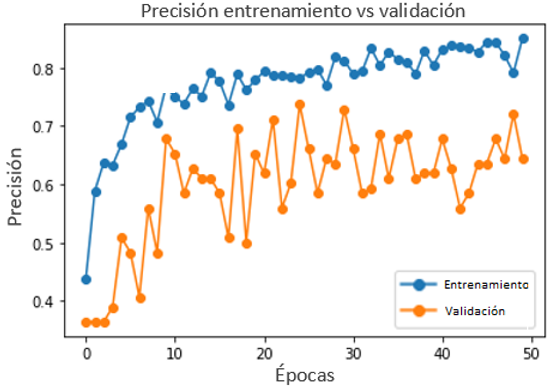 Precisión entrenamiento vs validación
0.8
0.7
0.6
0.5
0.4
Precisión
Entrenamiento
Validación
0 10 20 30 40 50
Épocas